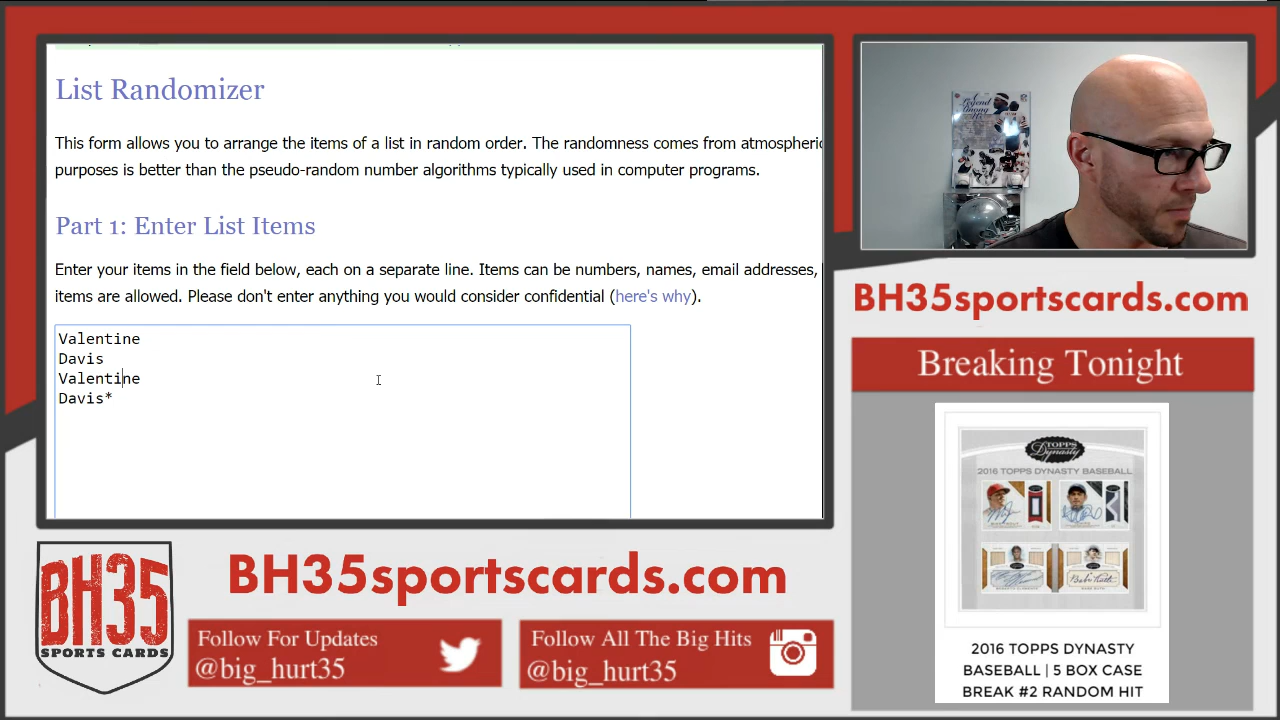 List Randomizer
This form allows you to arrange the items of a list in random order. The randomness comes from atmospheric
purposes is better than the pseudo-random number algorithms typically used in computer programs.
Part 1: Enter List Items
Enter your items in the field below, each on a separate line. Items can be numbers, names, email addresses,
items are allowed. Please don't enter anything you would consider confidential (here's why).
Valentine
Davis
Valentine
Davis*
BH35sportscards.com
Breaking Tonight
TOPPS
Dynasty
2016 TOPPS DYNASTY BASEBALL
2016 TOPPS DYNASTY
BASEBALL | 5 BOX CASE
BREAK #2 RANDOM HIT
BH35
SPORTS CARDS
BH35sportscards.com
Follow For Updates
@big_hurt35
Follow All The Big Hits
@big_hurt35